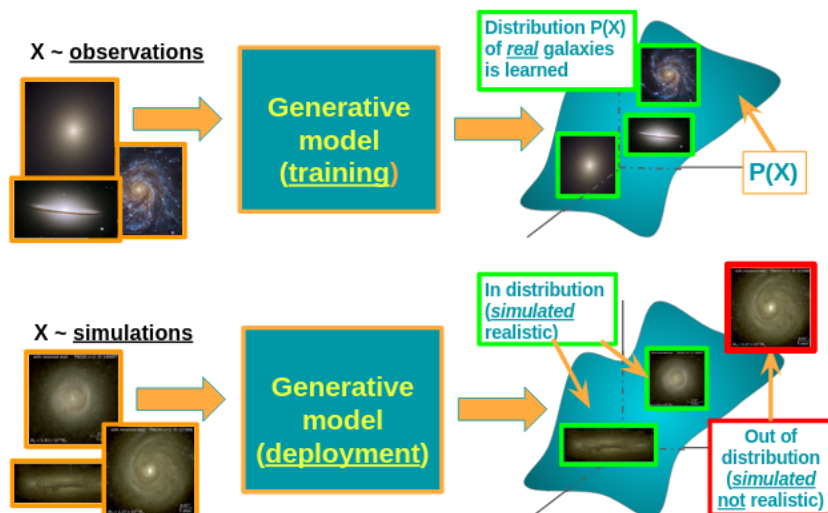 X ~ observations
Generative
model
(training)
Distribution P(X)
of real galaxies
is learned
P(X)
X ~ simulations
Generative
model
(deployment)
In distribution
(simulated
realistic)
Out of
distribution
(simulated
not realistic)